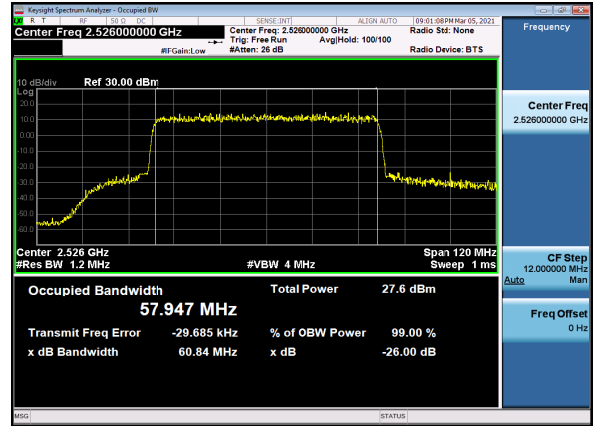 Keysight Spectrum Analyzer - Occupied BW
LXI R T RF 50 Ω DC SENSE:INT ALIGN AUTO 09:01:08PM Mar 05, 2021
Center Freq 2.526000000 GHz
Center Freq: 2.526000000 GHz
Radio Std: None
Trig: Free Run Avg|Hold: 100/100
#IFGain:Low
#Atten: 26 dB
Radio Device: BTS
10 dB/div Ref 30.00 dBm
Log
20.0
10.0
0.00
-10.0
-20.0
-30.0
-40.0
-50.0
-60.0
Center 2.526 GHz
Span 120 MHz
#Res BW 1.2 MHz
#VBW 4 MHz
Sweep 1 ms
Occupied Bandwidth
Total Power 27.6 dBm
57.947 MHz
Transmit Freq Error -29.685 kHz % of OBW Power 99.00 %
x dB Bandwidth 60.84 MHz x dB -26.00 dB
MSG
STATUS
Frequency
Center Freq
2.526000000 GHz
CF Step
12.000000 MHz
Auto Man
Freq Offset
0 Hz